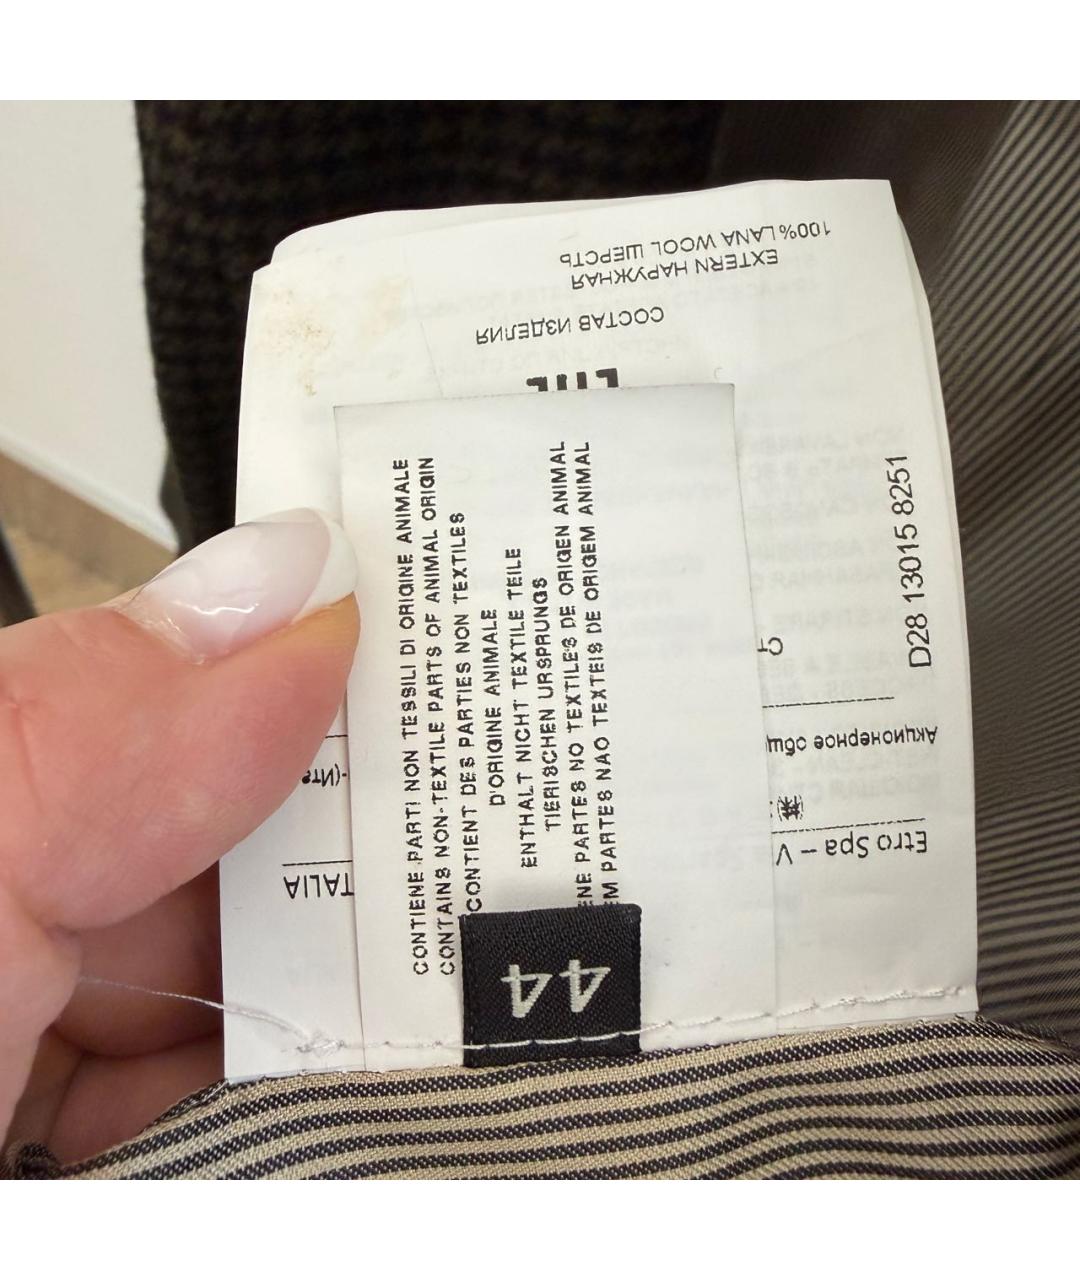 CONTIENE PARTI NON TESSILI DI ORIGINE ANIMALE
CONTAINS NON-TEXTILE PARTS OF ANIMAL ORIGIN
CONTIENT DES PARTIES NON TEXTILES
D'ORIGINE ANIMALE
ENTHALT NICHT TEXTILE TEILE
TIERISCHEN URSPRUNGS
ENE PARTES NO TEXTILES DE ORIGEN ANIMAL
EM PARTES NAO TEXTEIS DE ORIGEM ANIMAL
44
Etro Spa – V
Акционерное общ
D28 13015 8251
TALIA
СОСТАВ ИЗДЕЛИЯ
EXTERN НАРУЖНАЯ
100% LANA WOOL ШЕРСТЬ